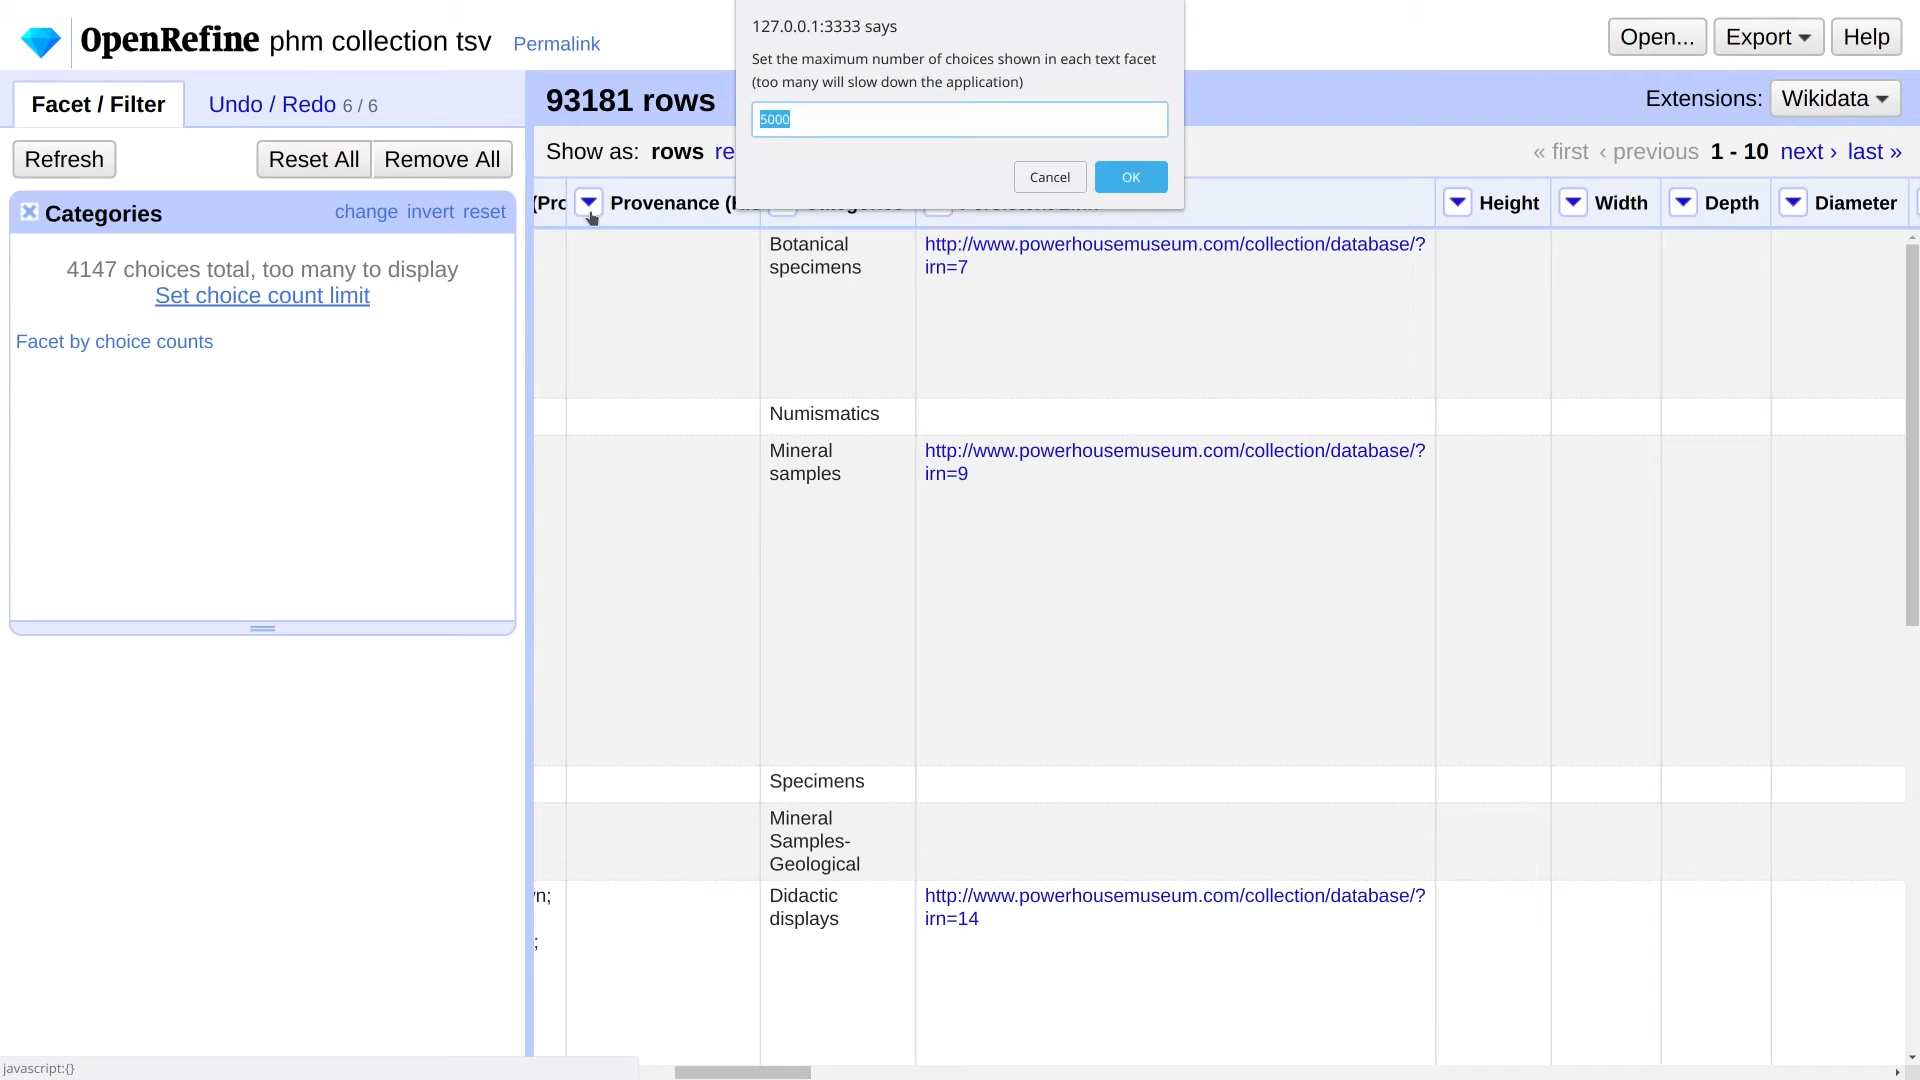 127.0.0.1:3333 says
Set the maximum number of choices shown in each text facet
(too many will slow down the application)
5000
Cancel
OK
OpenRefine phm collection tsv Permalink
Open... Export Help
Facet / Filter Undo / Redo 6 / 6
93181 rows
Extensions: Wikidata
Refresh Reset All Remove All
Show as: rows re
« first ‹ previous 1 - 10 next › last »
Categories change invert reset
4147 choices total, too many to display
Set choice count limit
Facet by choice counts
(Pro Provenance ( Height Width Depth Diameter
Botanical
specimens
http://www.powerhousemuseum.com/collection/database/?
irn=7
Numismatics
Mineral
samples
http://www.powerhousemuseum.com/collection/database/?
irn=9
Specimens
Mineral
Samples-
Geological
n;
;
Didactic
displays
http://www.powerhousemuseum.com/collection/database/?
irn=14
javascript:{}